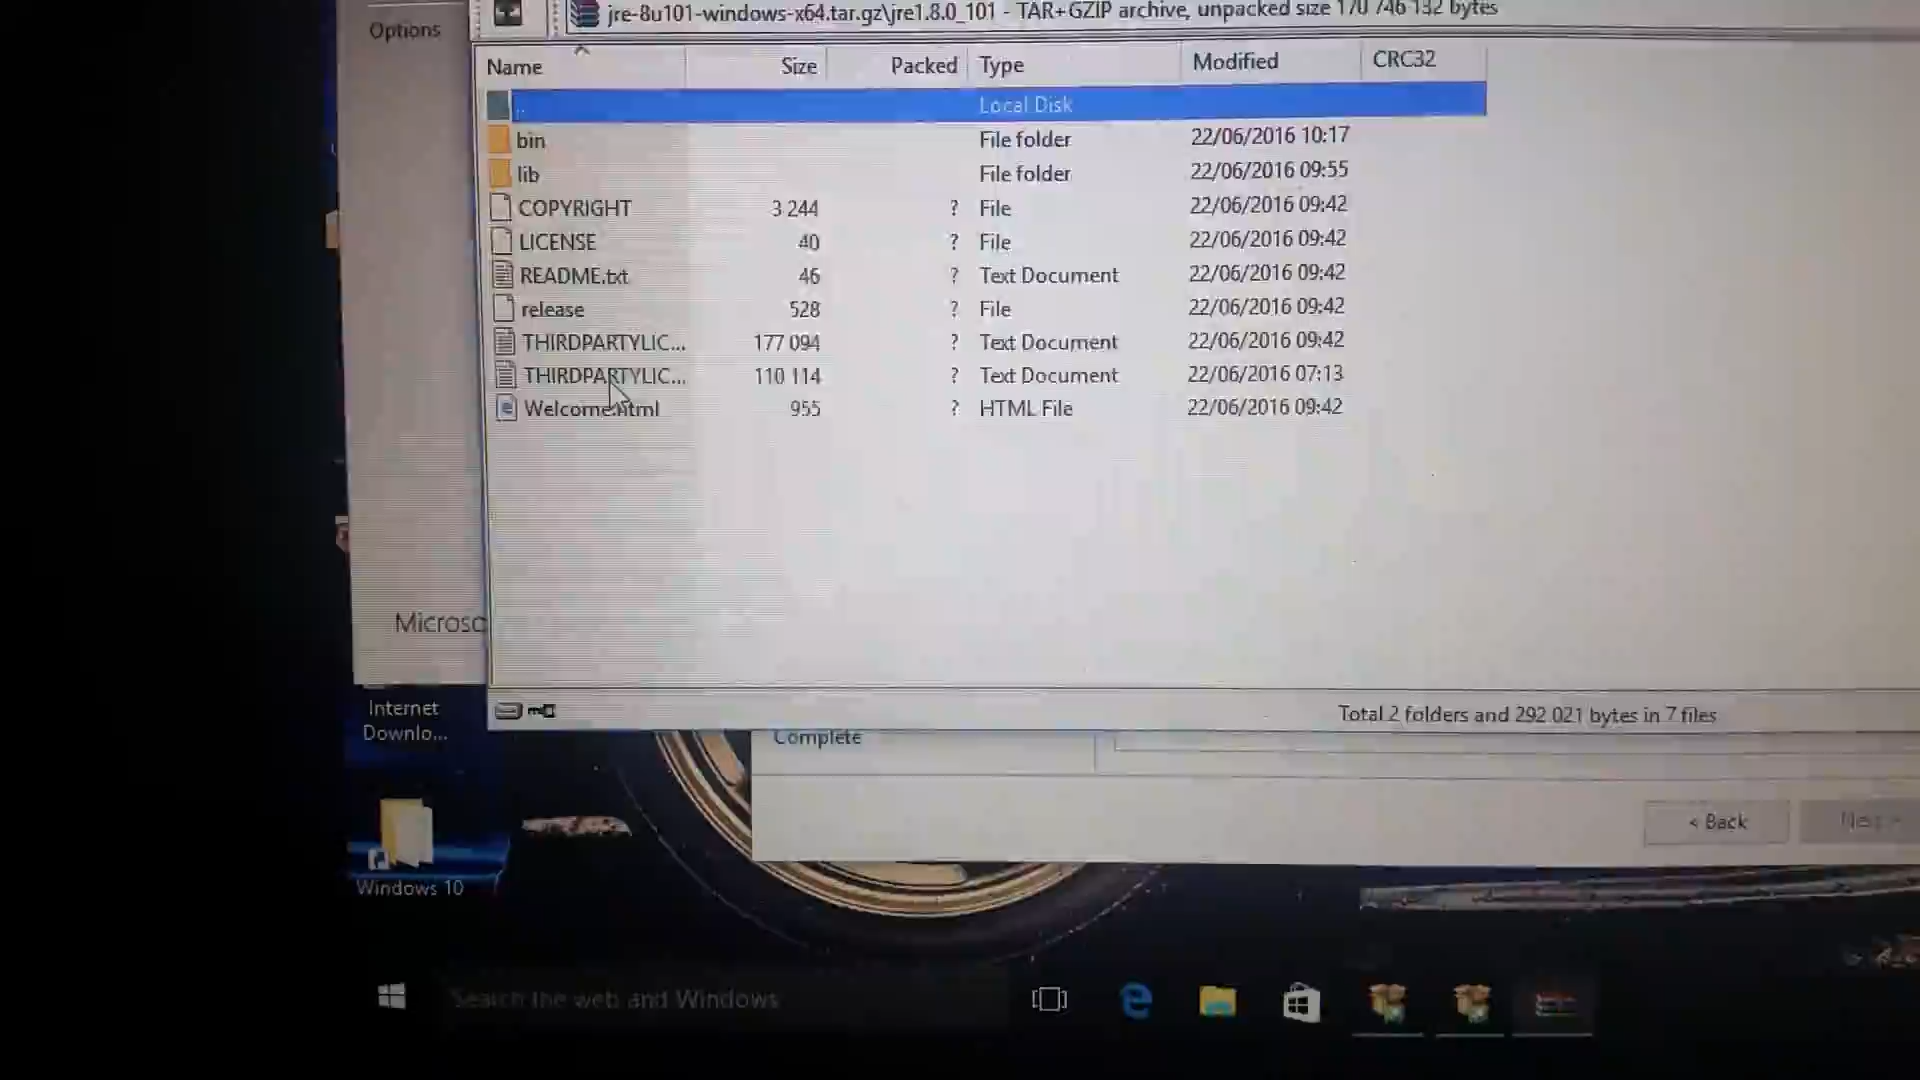 Options
jre-8u101-windows-x64.tar.gz\jre1.8.0_101 - TAR+GZIP archive, unpacked size 170 746 132 bytes
Name Size Packed Type Modified CRC32
.. Local Disk
bin File folder 22/06/2016 10:17
lib File folder 22/06/2016 09:55
COPYRIGHT 3 244 ? File 22/06/2016 09:42
LICENSE 40 ? File 22/06/2016 09:42
README.txt 46 ? Text Document 22/06/2016 09:42
release 528 ? File 22/06/2016 09:42
THIRDPARTYLIC... 177 094 ? Text Document 22/06/2016 09:42
THIRDPARTYLIC... 110 114 ? Text Document 22/06/2016 07:13
Welcome.html 955 ? HTML File 22/06/2016 09:42
Microso
Total 2 folders and 292 021 bytes in 7 files
Internet
Downlo...
Complete
< Back Next >
Windows 10
Search the web and Windows